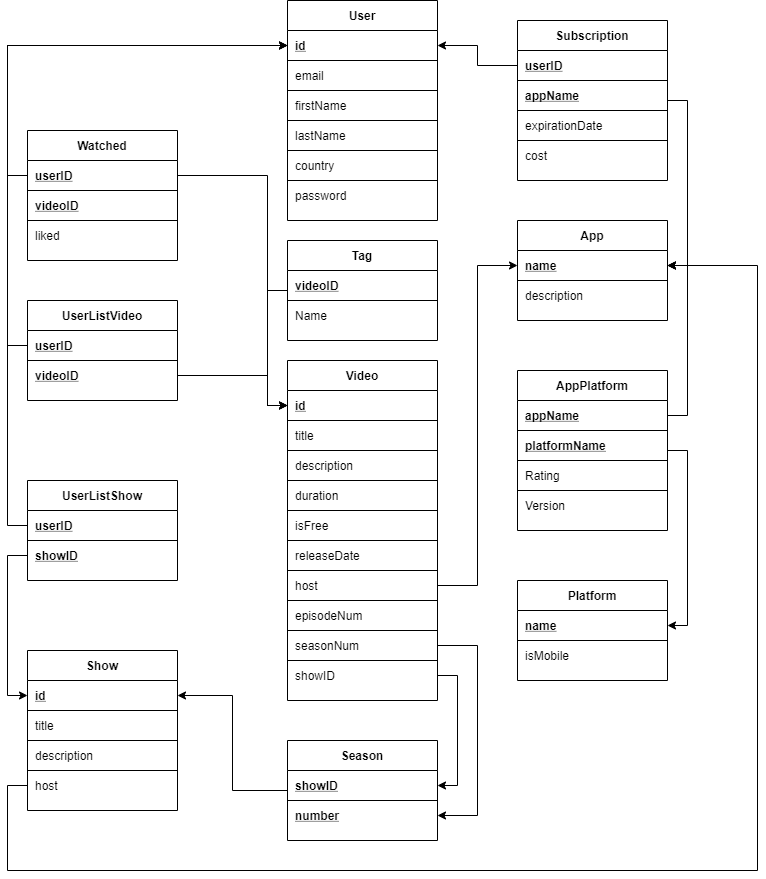 User
id
email
firstName
lastName
country
password
Subscription
userID
appName
expirationDate
cost
Watched
userID
videoID
liked
Tag
videoID
Name
App
name
description
UserListVideo
userID
videoID
Video
id
title
description
duration
isFree
releaseDate
host
episodeNum
seasonNum
showID
AppPlatform
appName
platformName
Rating
Version
UserListShow
userID
showID
Platform
name
isMobile
Show
id
title
description
host
Season
showID
number